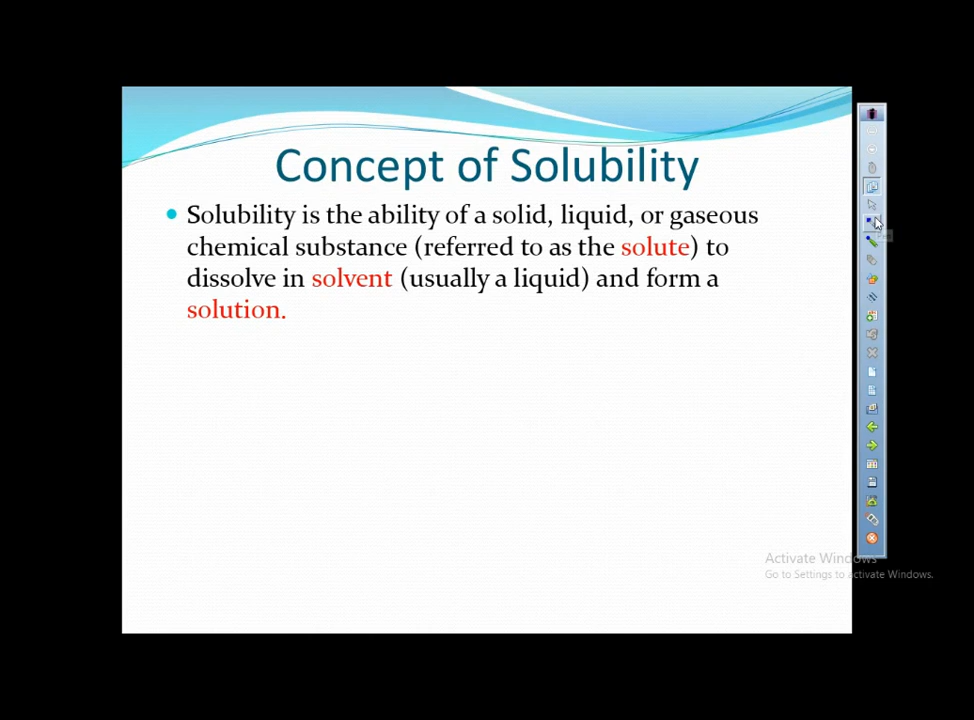 Concept of Solubility
• Solubility is the ability of a solid, liquid, or gaseous
chemical substance (referred to as the solute) to
dissolve in solvent (usually a liquid) and form a
solution.
Activate Windows
Go to Settings to activate Windows.